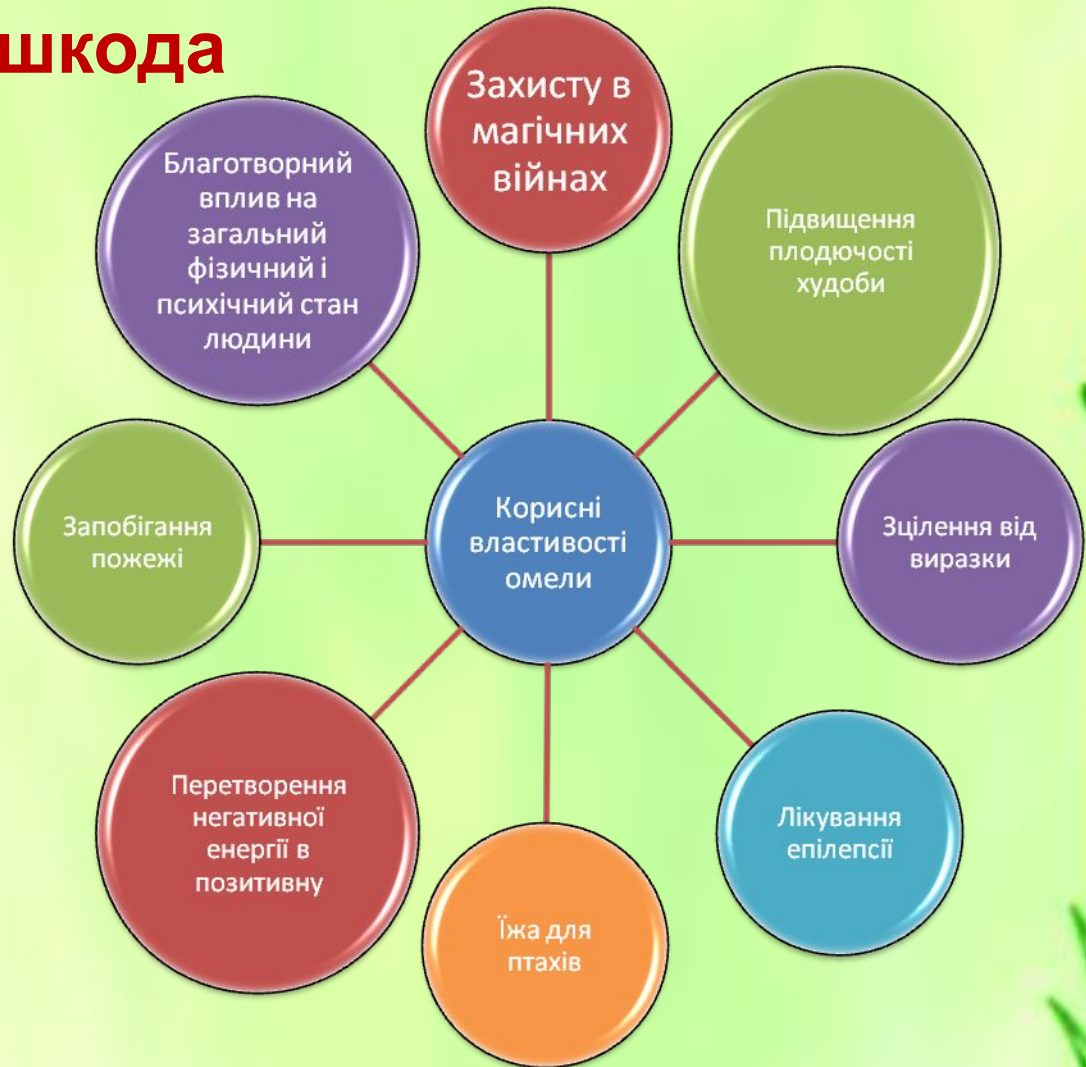 шкода
Захисту в
магічних
війнах
Підвищення
плодючості
худоби
Зцілення від
виразки
Лікування
епілепсії
Їжа для
птахів
Перетворення
негативної
енергії в
позитивну
Запобігання
пожежі
Благотворний
вплив на
загальний
фізичний і
психічний стан
людини
Корисні
властивості
омели